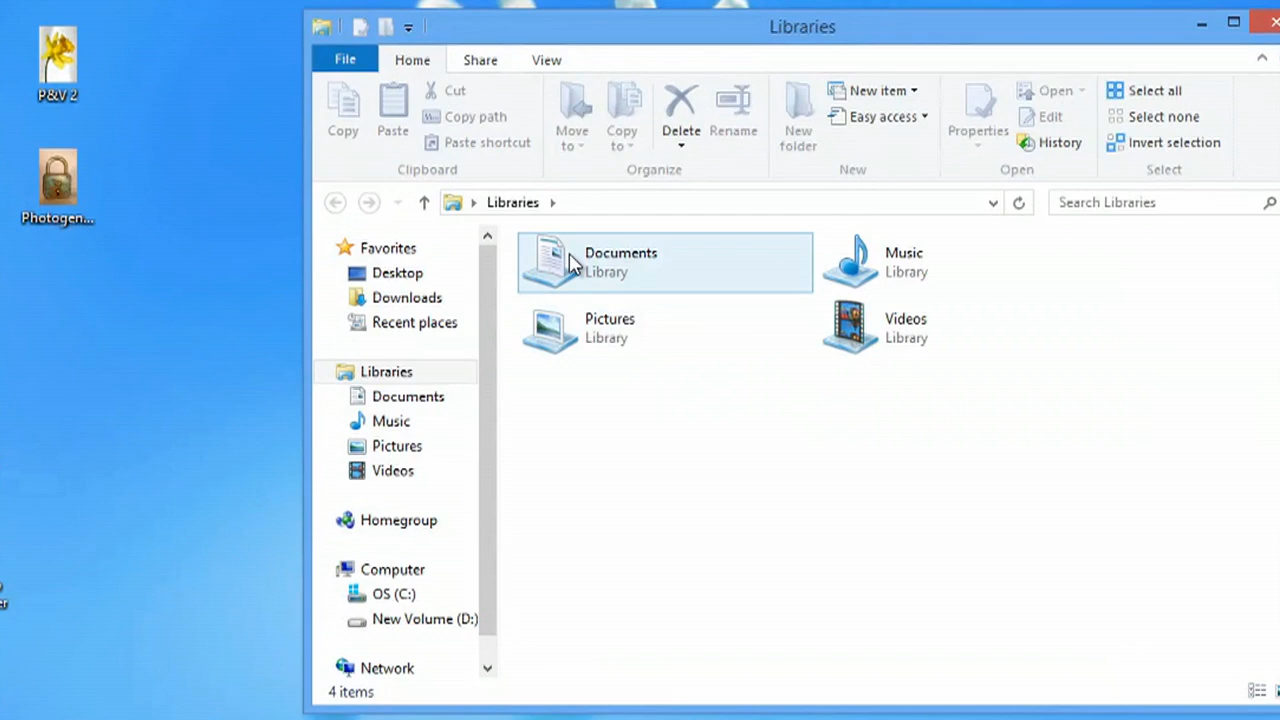 P&V 2
Photogen...
Libraries
File Home Share View
Copy
Paste
Cut
Copy path
Paste shortcut
Clipboard
Move to
Copy to
Delete
Rename
Organize
New folder
New item
Easy access
New
Properties
Open
Edit
History
Open
Select all
Select none
Invert selection
Select
Libraries
Search Libraries
Favorites
Desktop
Downloads
Recent places
Libraries
Documents
Music
Pictures
Videos
Homegroup
Computer
OS (C:)
New Volume (D:)
Network
Documents
Library
Music
Library
Pictures
Library
Videos
Library
4 items